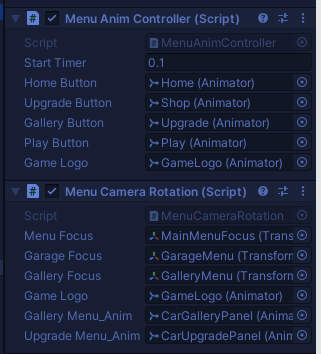 Menu Anim Controller (Script)
Script MenuAnimController
Start Timer 0.1
Home Button Home (Animator)
Upgrade Button Shop (Animator)
Gallery Button Upgrade (Animator)
Play Button Play (Animator)
Game Logo GameLogo (Animator)
Menu Camera Rotation (Script)
Script MenuCameraRotation
Menu Focus MainMenuFocus (Trans
Garage Focus GarageMenu (Transforn
Gallery Focus GalleryMenu (Transform
Game Logo GameLogo (Animator)
Gallery Menu_Anim CarGalleryPanel (Anima
Upgrade Menu_Anim CarUpgradePanel (Anim